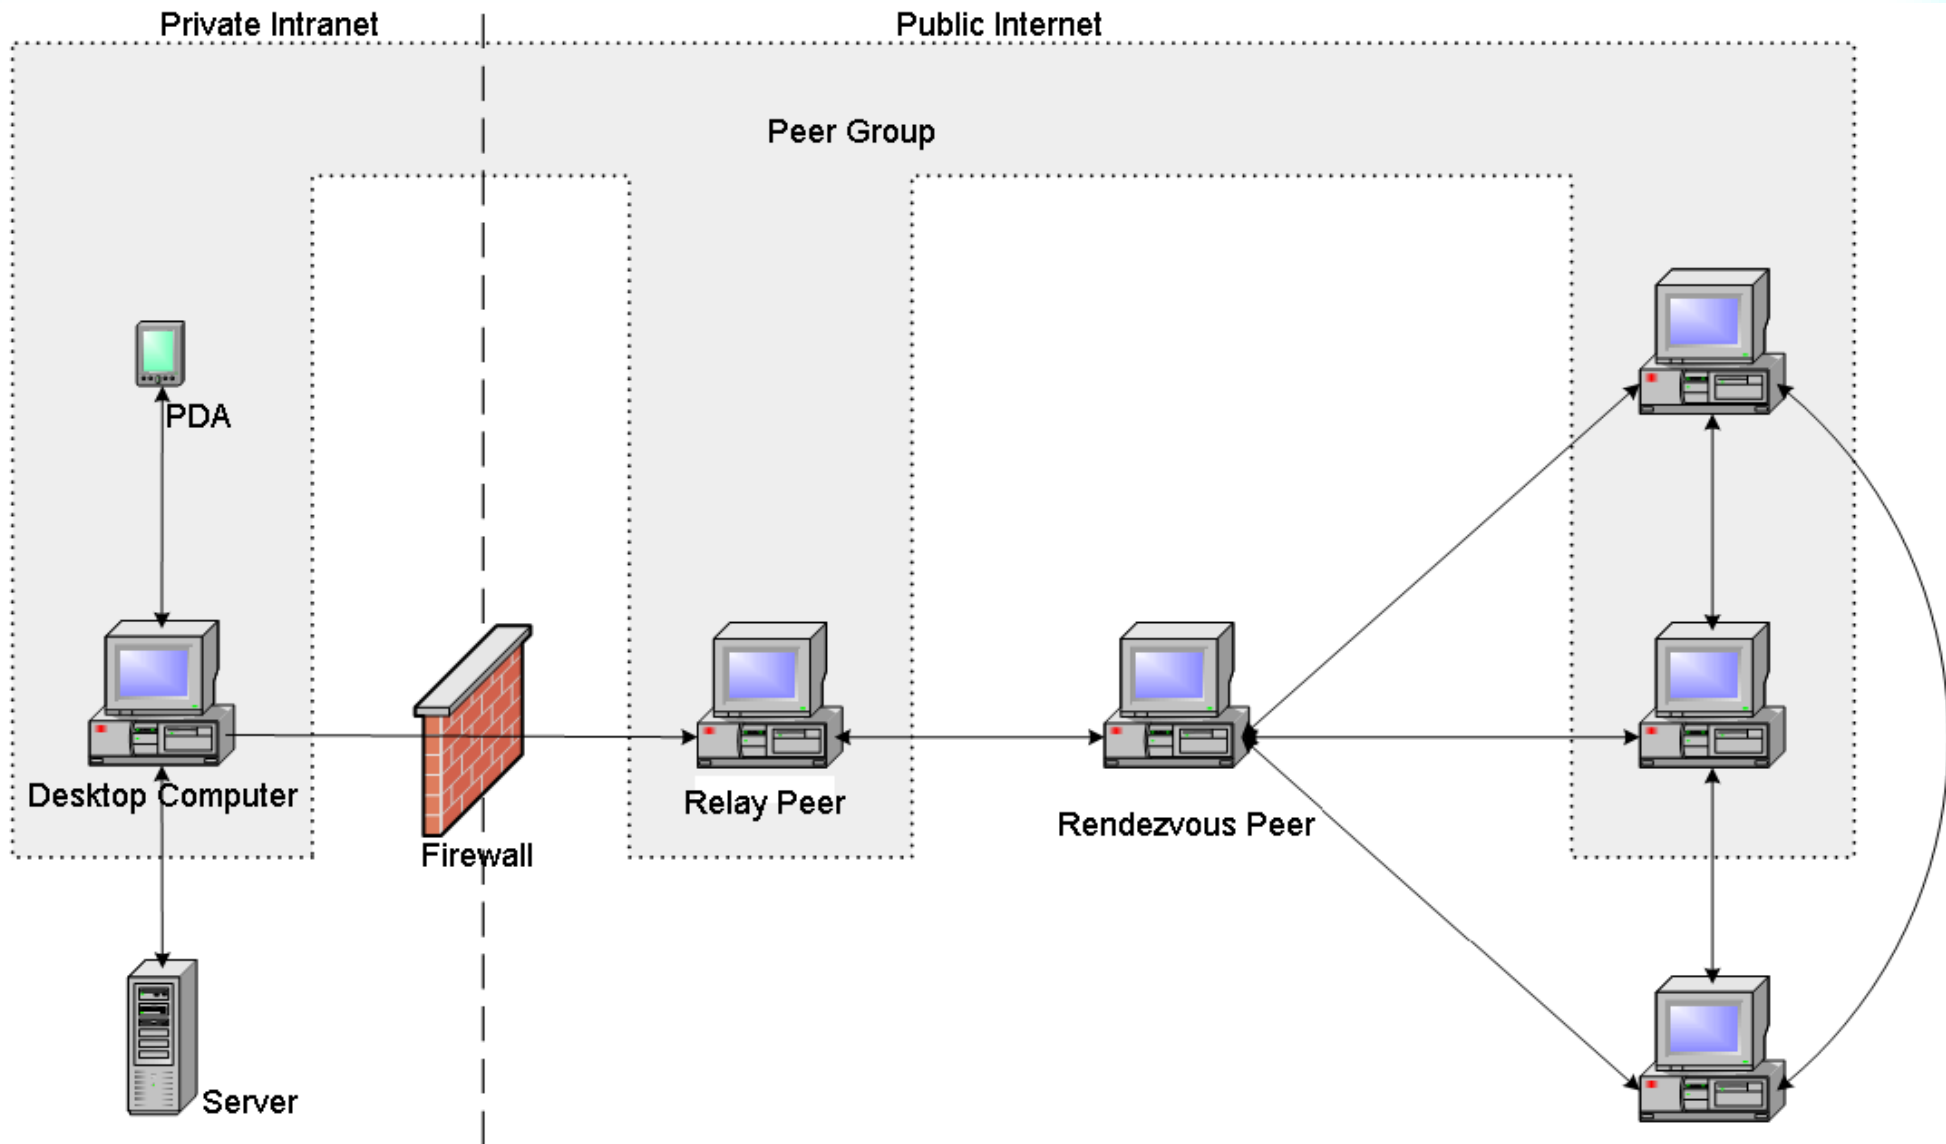 Private Intranet
Public Internet
Peer Group
PDA
Desktop Computer
Firewall
Relay Peer
Rendezvous Peer
Server